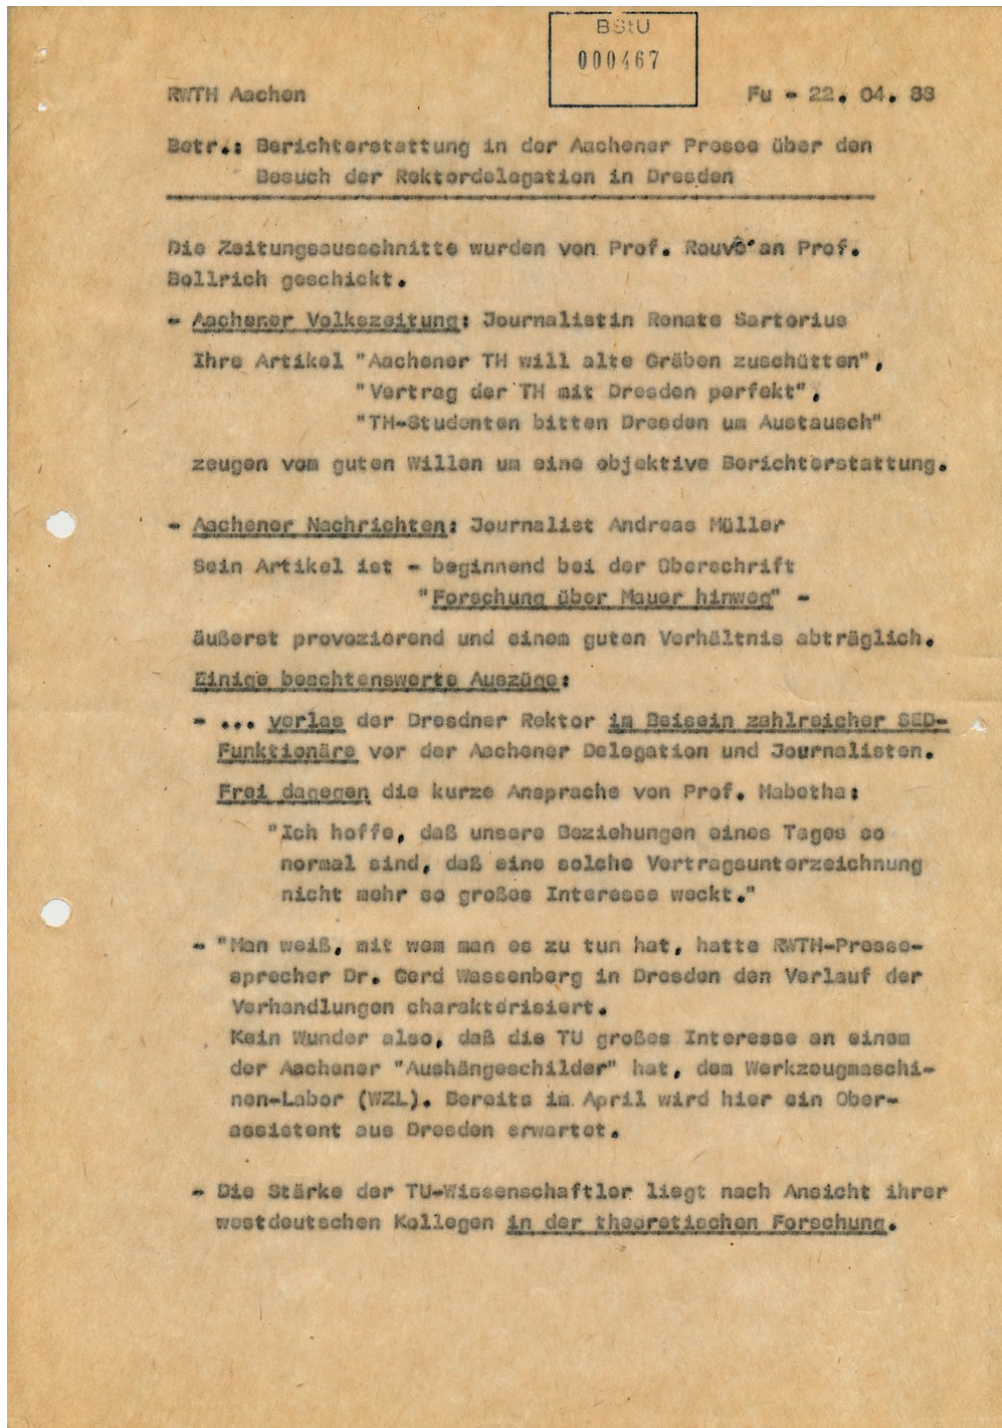 BStU
000467
RWTH Aachen
Fu - 22. 04. 88
Betr.: Berichterstattung in der Aachener Presse über den
Besuch der Rektordelegation in Dresden
Die Zeitungsausschnitte wurden von Prof. Rouvê an Prof.
Bollrich geschickt.
- Aachener Volkszeitung: Journalistin Renate Sartorius
Ihre Artikel "Aachener TH will alte Gräben zuschütten",
"Vertrag der TH mit Dresden perfekt",
"TH-Studenten bitten Dresden um Austausch"
zeugen vom guten Willen um eine objektive Berichterstattung.
- Aachener Nachrichten: Journalist Andreas Müller
Sein Artikel ist - beginnend bei der Überschrift
"Forschung über Mauer hinweg" -
äußerst provozierend und einem guten Verhältnis abträglich.
Einige beachtenswerte Auszüge:
- ... verlas der Dresdner Rektor im Beisein zahlreicher SED-
Funktionäre vor der Aachener Delegation und Journalisten.
Frei dagegen die kurze Ansprache von Prof. Habetha:
"Ich hoffe, daß unsere Beziehungen eines Tages so
normal sind, daß eine solche Vertragsunterzeichnung
nicht mehr so großes Interesse weckt."
- "Man weiß, mit wem man es zu tun hat, hatte RWTH-Presse-
sprecher Dr. Gerd Wassenberg in Dresden den Verlauf der
Verhandlungen charakterisiert.
Kein Wunder also, daß die TU großes Interesse an einem
der Aachener "Aushängeschilder" hat, dem Werkzeugmaschi-
nen-Labor (WZL). Bereits im April wird hier ein Ober-
assistent aus Dresden erwartet.
- Die Stärke der TU-Wissenschaftler liegt nach Ansicht ihrer
westdeutschen Kollegen in der theoretischen Forschung.